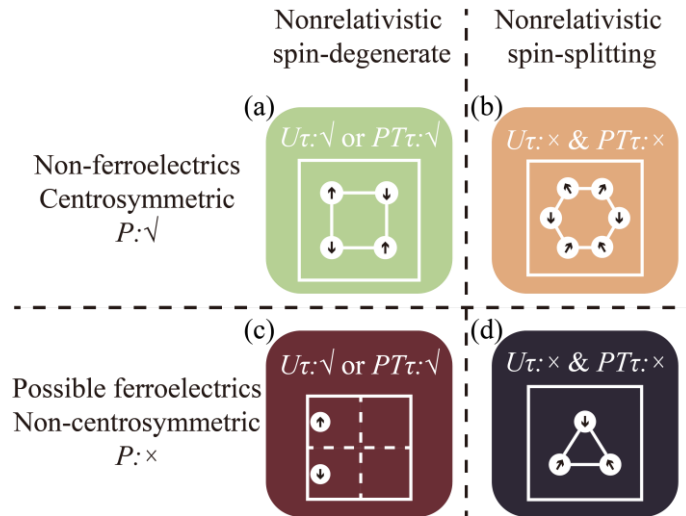 Nonrelativistic
spin-degenerate
Nonrelativistic
spin-splitting
Non-ferroelectrics
Centrosymmetric
P:√
(a)
Uτ:√ or PTτ:√
(b)
Uτ:× & PTτ:×
Possible ferroelectrics
Non-centrosymmetric
P:×
(c)
Uτ:√ or PTτ:√
(d)
Uτ:× & PTτ:×